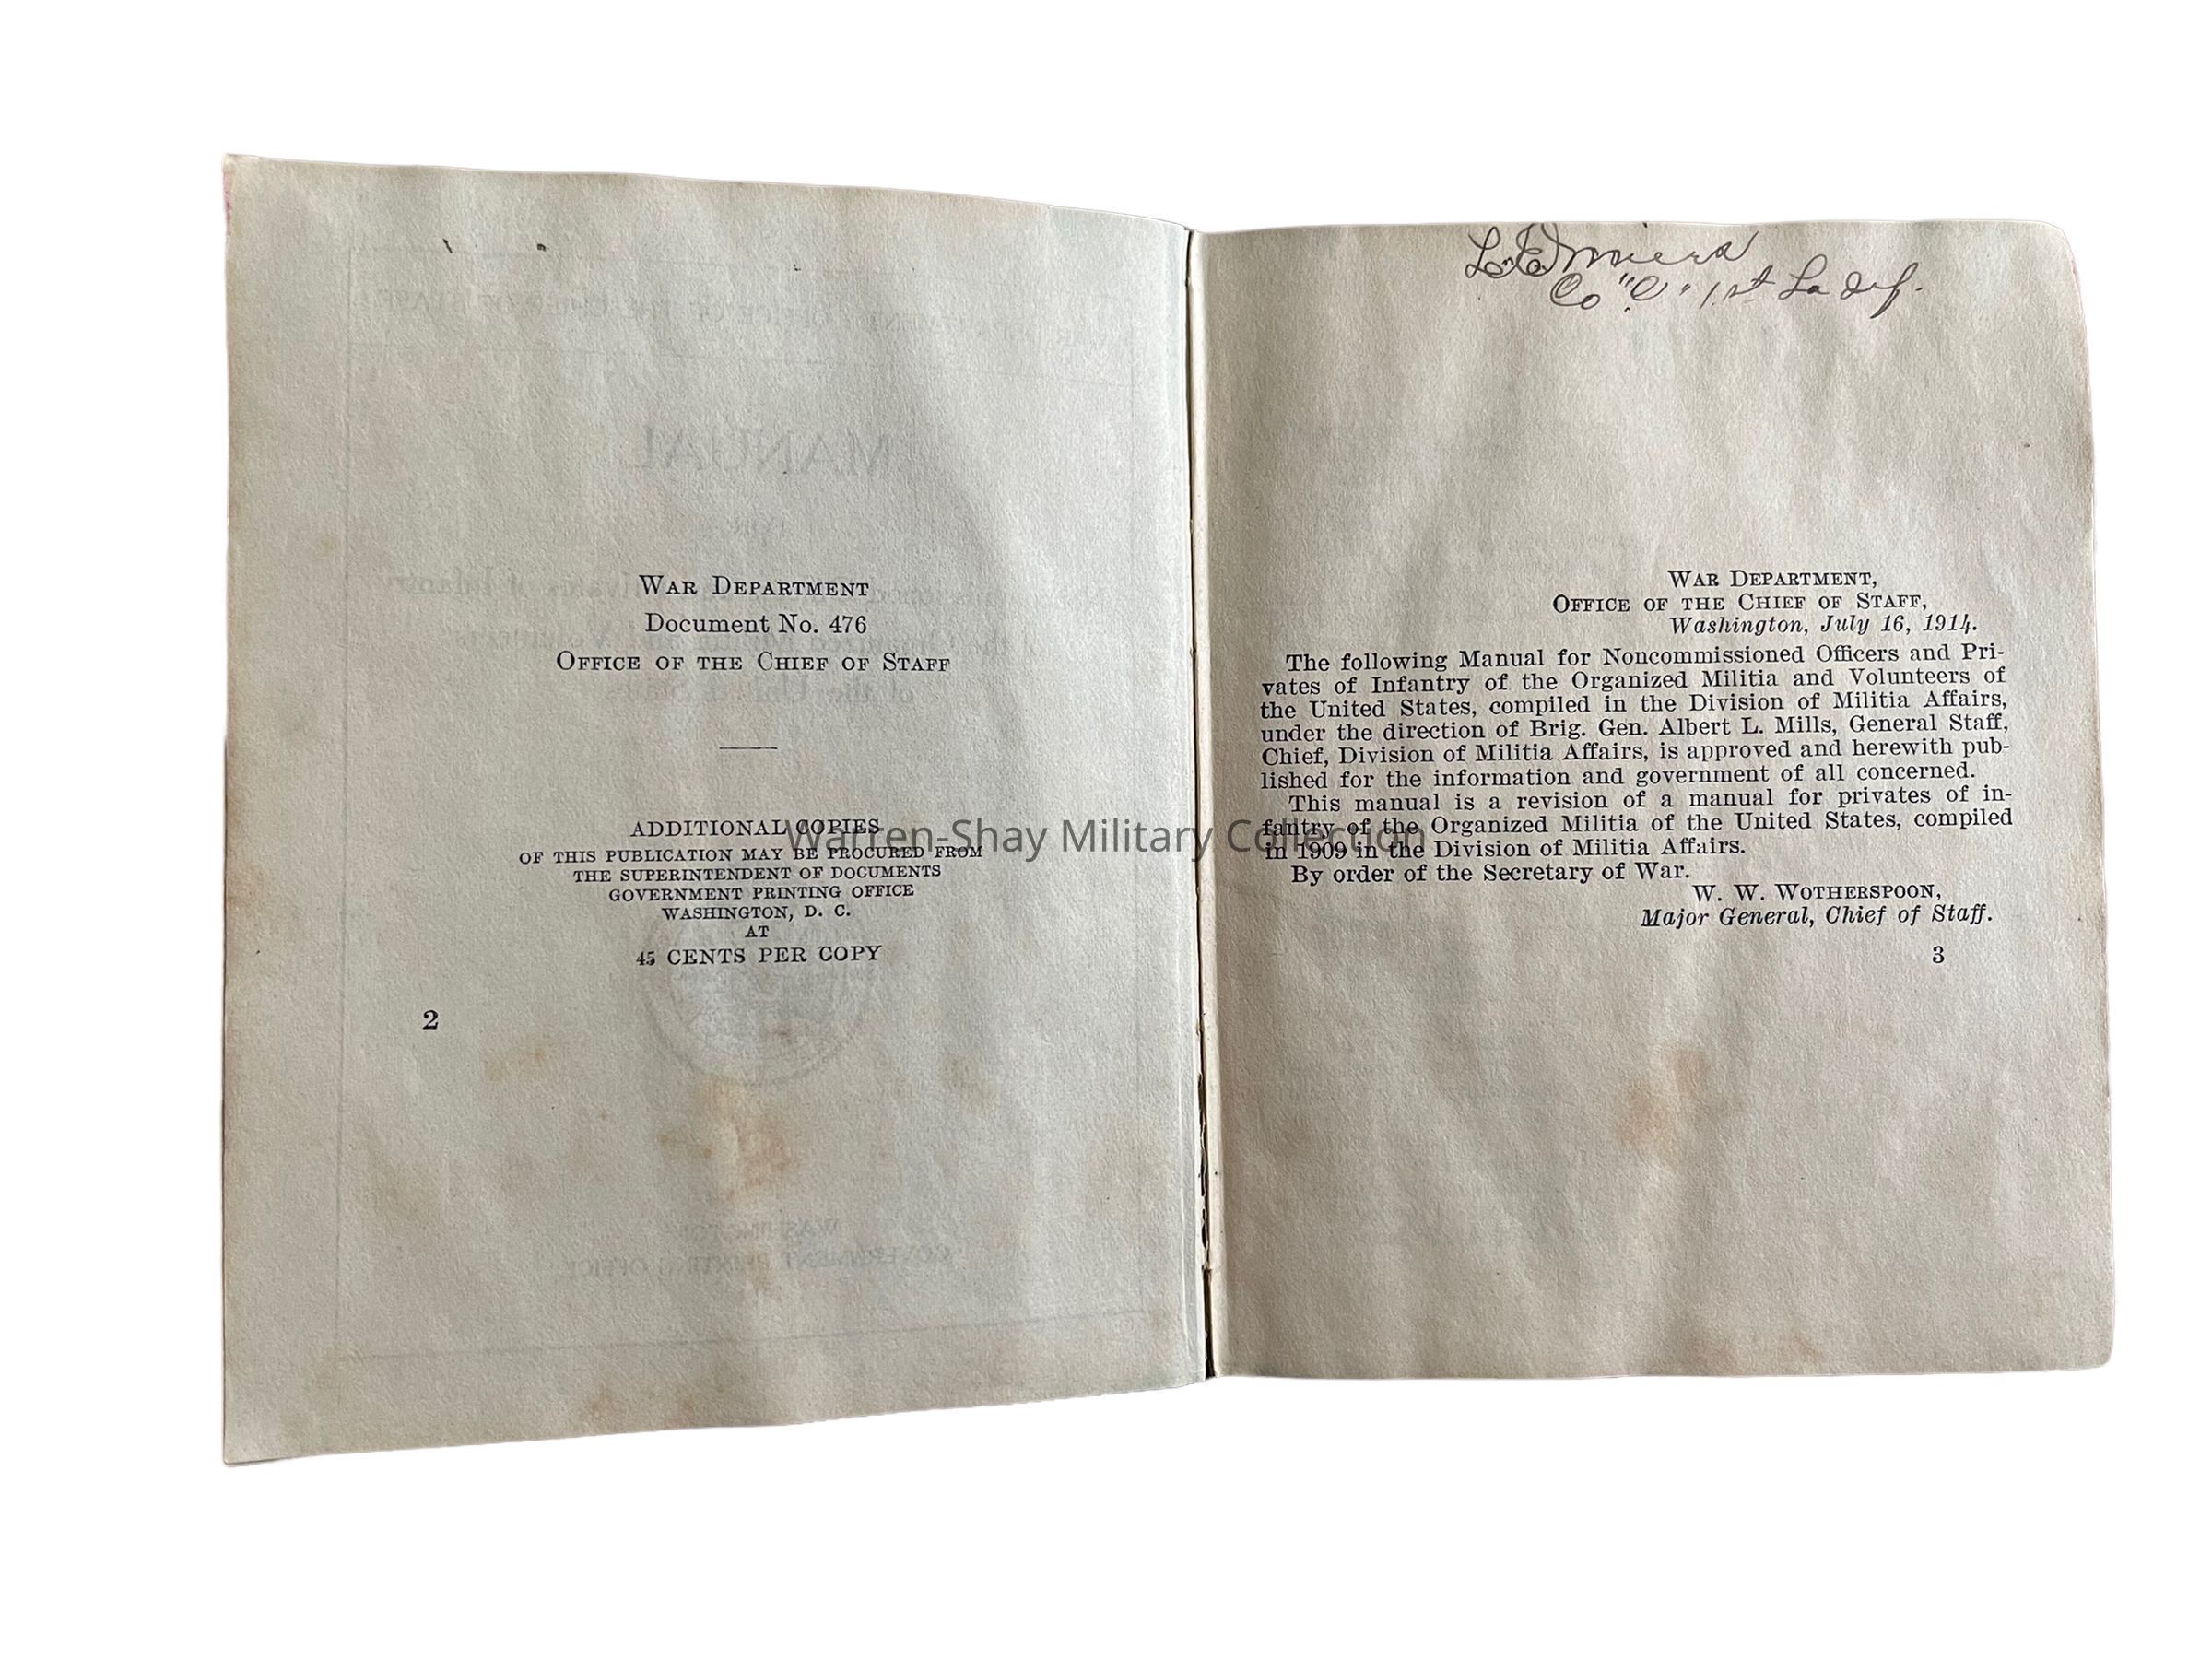 WAR DEPARTMENT
Document No. 476
OFFICE OF THE CHIEF OF STAFF
ADDITIONAL COPIES
OF THIS PUBLICATION MAY BE PROCURED FROM
THE SUPERINTENDENT OF DOCUMENTS
GOVERNMENT PRINTING OFFICE
WASHINGTON, D. C.
AT
45 CENTS PER COPY
2
Co "C" 1st La Inf.
WAR DEPARTMENT,
OFFICE OF THE CHIEF OF STAFF,
Washington, July 16, 1914.
The following Manual for Noncommissioned Officers and Pri-
vates of Infantry of the Organized Militia and Volunteers of
the United States, compiled in the Division of Militia Affairs,
under the direction of Brig. Gen. Albert L. Mills, General Staff,
Chief, Division of Militia Affairs, is approved and herewith pub-
lished for the information and government of all concerned.
This manual is a revision of a manual for privates of in-
fantry of the Organized Militia of the United States, compiled
in 1909 in the Division of Militia Affairs.
By order of the Secretary of War.
W. W. WOTHERSPOON,
Major General, Chief of Staff.
3
Warren-Shay Military Collection